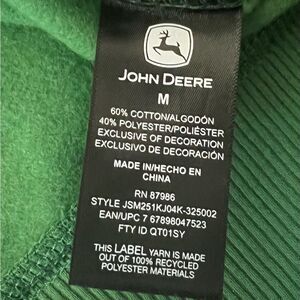 JOHN DEERE
M
60% COTTON/ALGODÓN
40% POLYESTER/POLIÉSTER
EXCLUSIVE OF DECORATION
EXCLUSIVO DE DECORACIÓN
MADE IN/HECHO EN
CHINA
RN 87986
STYLE JSM251KJ04K-325002
EAN/UPC 7 67898047523
FTY ID QT01SY
THIS LABEL YARN IS MADE
OUT OF 100% RECYCLED
POLYESTER MATERIALS